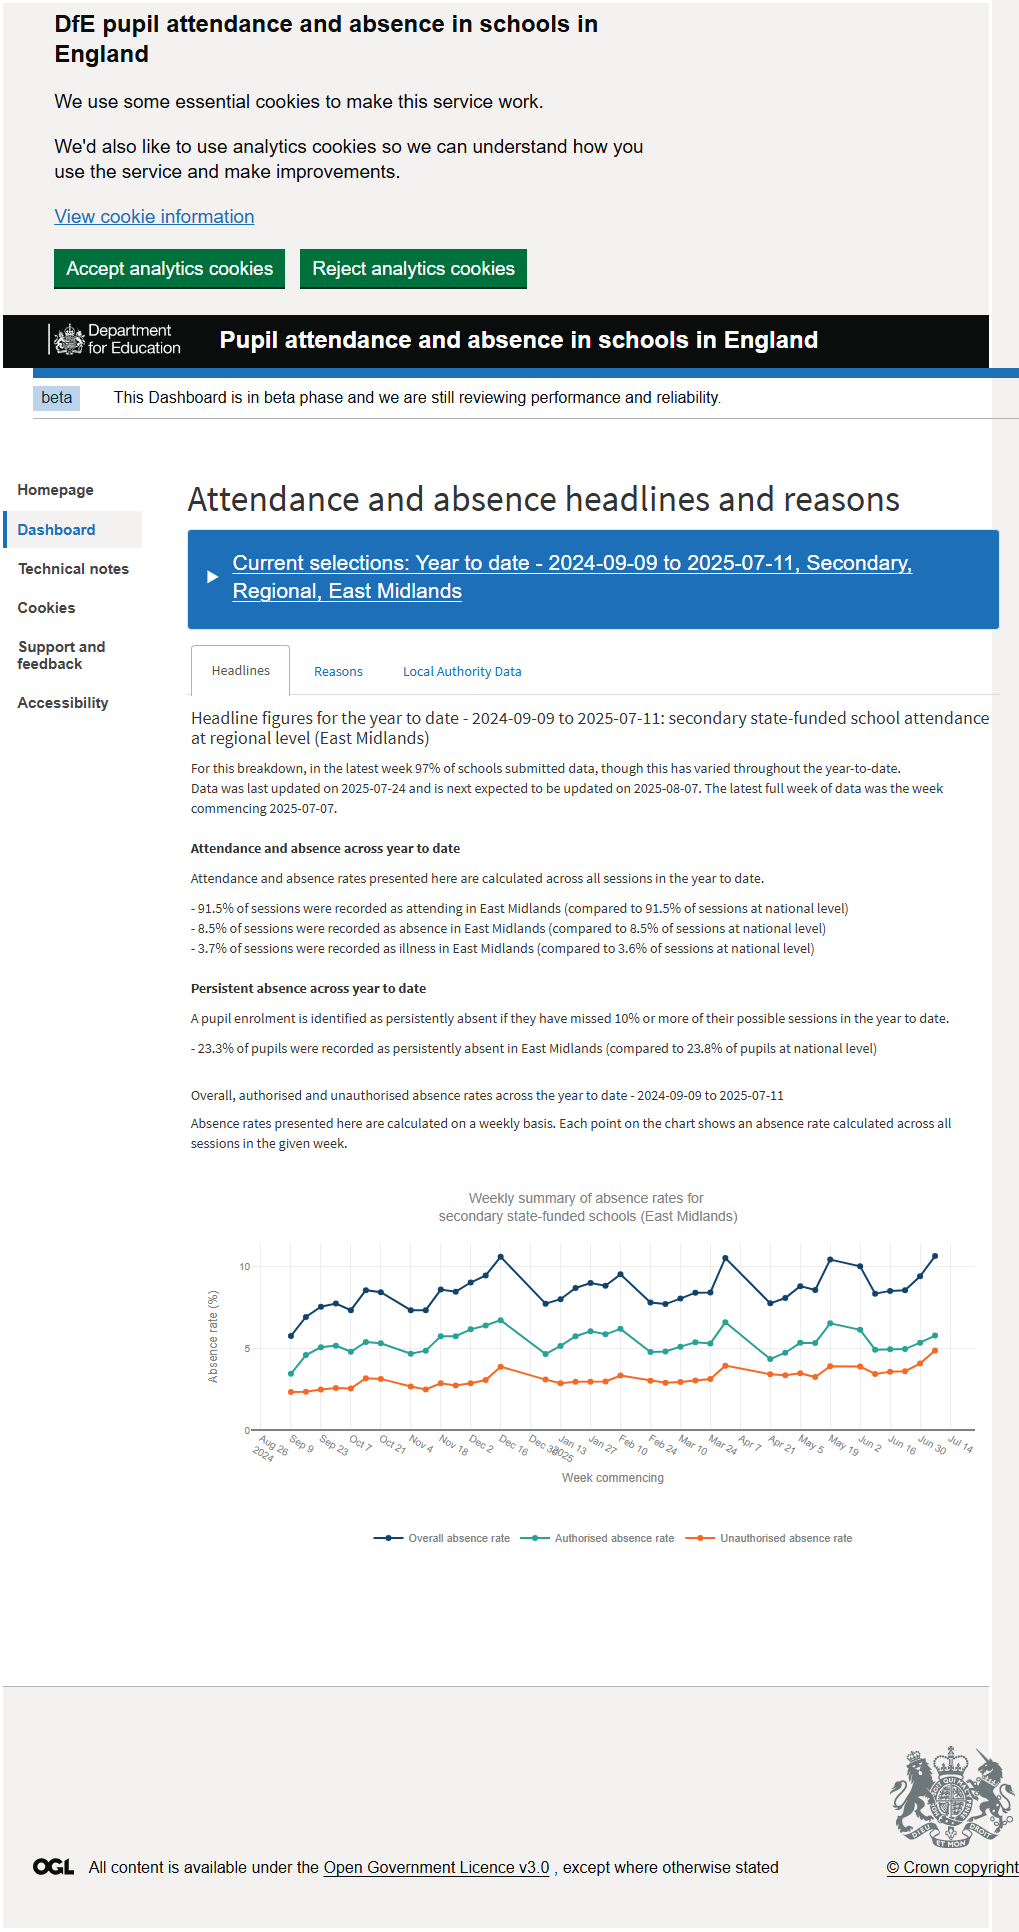 DfE pupil attendance and absence in schools in
England
We use some essential cookies to make this service work.
We'd also like to use analytics cookies so we can understand how you
use the service and make improvements.
View cookie information
Accept analytics cookies
Reject analytics cookies
Department
for Education
Pupil attendance and absence in schools in England
beta
This Dashboard is in beta phase and we are still reviewing performance and reliability.
Homepage
Dashboard
Technical notes
Cookies
Support and
feedback
Accessibility
Attendance and absence headlines and reasons
Current selections: Year to date - 2024-09-09 to 2025-07-11, Secondary,
Regional, East Midlands
Headlines
Reasons
Local Authority Data
Headline figures for the year to date - 2024-09-09 to 2025-07-11: secondary state-funded school attendance
at regional level (East Midlands)
For this breakdown, in the latest week 97% of schools submitted data, though this has varied throughout the year-to-date.
Data was last updated on 2025-07-24 and is next expected to be updated on 2025-08-07. The latest full week of data was the week
commencing 2025-07-07.
Attendance and absence across year to date
Attendance and absence rates presented here are calculated across all sessions in the year to date.
- 91.5% of sessions were recorded as attending in East Midlands (compared to 91.5% of sessions at national level)
- 8.5% of sessions were recorded as absence in East Midlands (compared to 8.5% of sessions at national level)
- 3.7% of sessions were recorded as illness in East Midlands (compared to 3.6% of sessions at national level)
Persistent absence across year to date
A pupil enrolment is identified as persistently absent if they have missed 10% or more of their possible sessions in the year to date.
- 23.3% of pupils were recorded as persistently absent in East Midlands (compared to 23.8% of pupils at national level)
Overall, authorised and unauthorised absence rates across the year to date - 2024-09-09 to 2025-07-11
Absence rates presented here are calculated on a weekly basis. Each point on the chart shows an absence rate calculated across all
sessions in the given week.
Weekly summary of absence rates for
secondary state-funded schools (East Midlands)
Absence rate (%)
10
5
0
Aug 26
2024
Sep 9
Sep 23
Oct 7
Oct 21
Nov 4
Nov 18
Dec 2
Dec 16
Dec 30
Jan 13
2025
Jan 27
Feb 10
Feb 24
Mar 10
Mar 24
Apr 7
Apr 21
May 5
May 19
Jun 2
Jun 16
Jun 30
Jul 14
Week commencing
Overall absence rate
Authorised absence rate
Unauthorised absence rate
DIEU ET MON DROIT
OGL
All content is available under the Open Government Licence v3.0 , except where otherwise stated
© Crown copyright